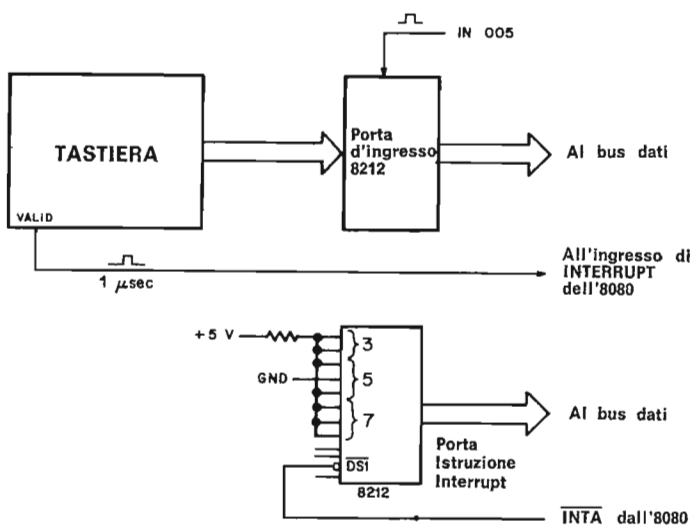 IN 005
TASTIERA
VALID
Porta
d'ingresso
8212
Al bus dati
1 μsec
All'ingresso di
INTERRUPT
dell'8080
+5 V
3
GND
5
7
DS1
8212
Al bus dati
Porta
Istruzione
Interrupt
INTA dall'8080